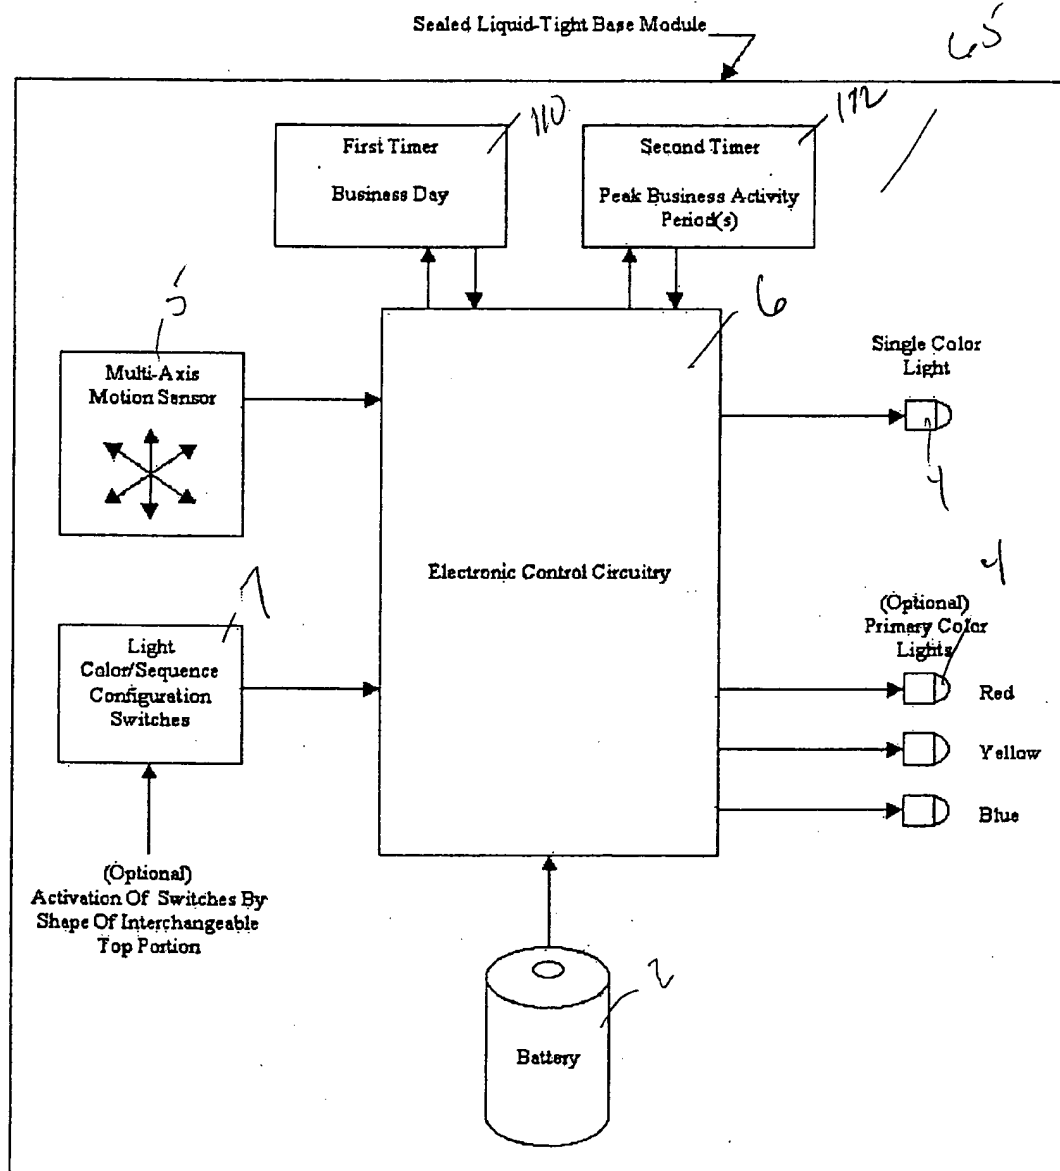 Sealed Liquid-Tight Base Module
65
110
112
First Timer
Business Day
Second Timer
Peak Business Activity
Period(s)
5
6
Multi-Axis
Motion Sensor
Single Color
Light
4
Electronic Control Circuitry
7
Light
Color/Sequence
Configuration
Switches
4
(Optional)
Primary Color
Lights
Red
Yellow
Blue
(Optional)
Activation Of Switches By
Shape Of Interchangeable
Top Portion
2
Battery